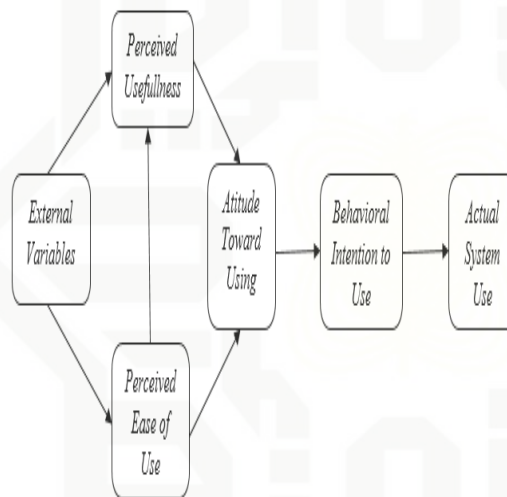 Perceived
Usefullness
External
Variables
Atitude
Toward
Using
Behavioral
Intention to
Use
Actual
System
Use
Perceived
Ease of
Use